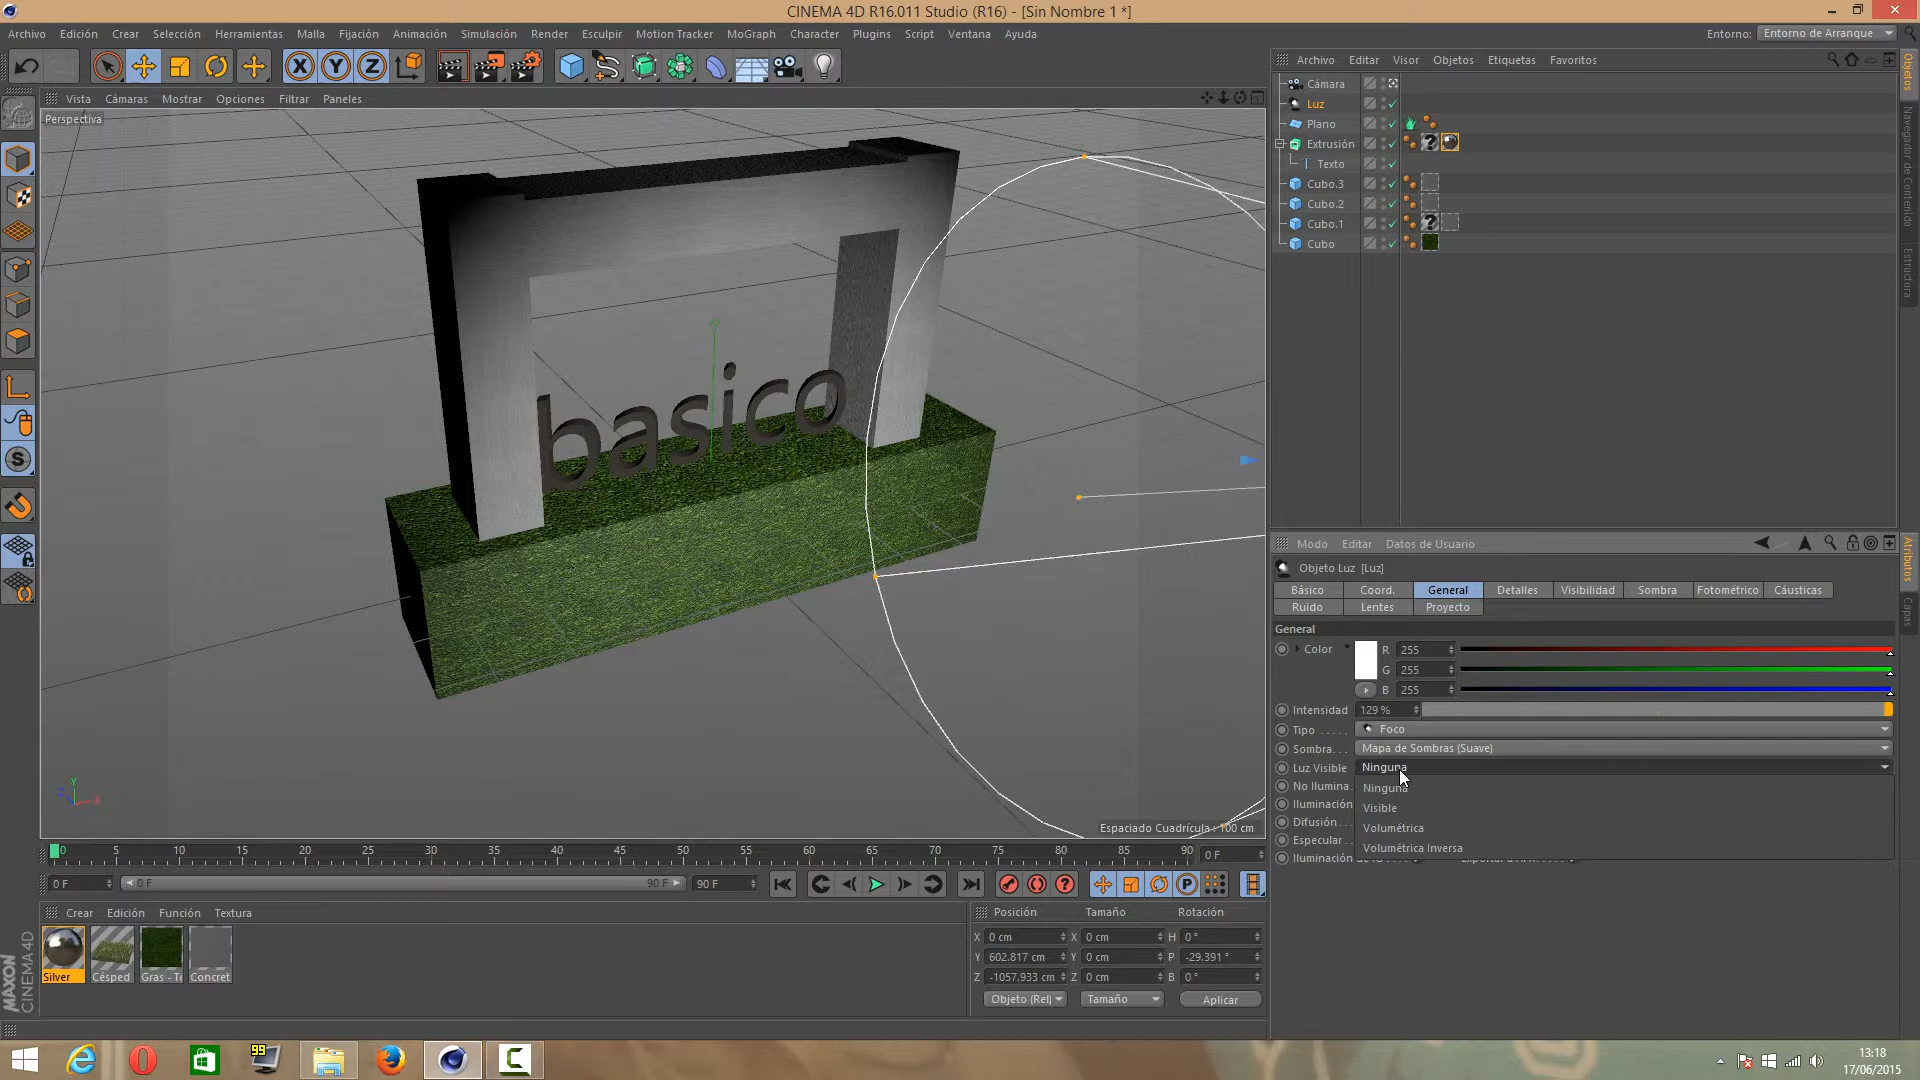 CINEMA 4D R16.011 Studio (R16) - [Sin Nombre 1 *]
Archivo Edición Crear Selección Herramientas Malla Fijación Animación Simulación Render Esculpir Motion Tracker MoGraph Character Plugins Script Ventana Ayuda Entorno: Entorno de Arranque
Archivo Editar Visor Objetos Etiquetas Favoritos
Vista Cámaras Mostrar Opciones Filtrar Paneles
Perspectiva
Cámara
Luz
Plano
Extrusión
Texto
Cubo.3
Cubo.2
Cubo.1
Cubo
Objetos
Navegador de Contenido
Estructura
basico
Espaciado Cuadrícula : 100 cm
Modo Editar Datos de Usuario
Objeto Luz [Luz]
Básico Coord. General Detalles Visibilidad Sombra Fotométrico Cáusticas
Ruido Lentes Proyecto
General
Color R 255
G 255
B 255
Intensidad 129 %
Tipo . . . . . Foco
Sombra. . . Mapa de Sombras (Suave)
Luz Visible Ninguna
No Ilumina. Ninguna
Iluminación Visible
Difusión. . . Volumétrica
Especular . Volumétrica Inversa
Atributos
Capas
0 5 10 15 20 25 30 35 40 45 50 55 60 65 70 75 80 85 90 0 F
0 F 0 F 90 F 90 F
Crear Edición Función Textura
Silver Césped Gras - Te Concret
MAXON
CINEMA 4D
Posición Tamaño Rotación
X 0 cm X 0 cm H 0 °
Y 602.817 cm Y 0 cm P -29.391 °
Z -1057.933 cm Z 0 cm B 0 °
Objeto (Rel) Tamaño Aplicar
99
13:18
17/06/2015